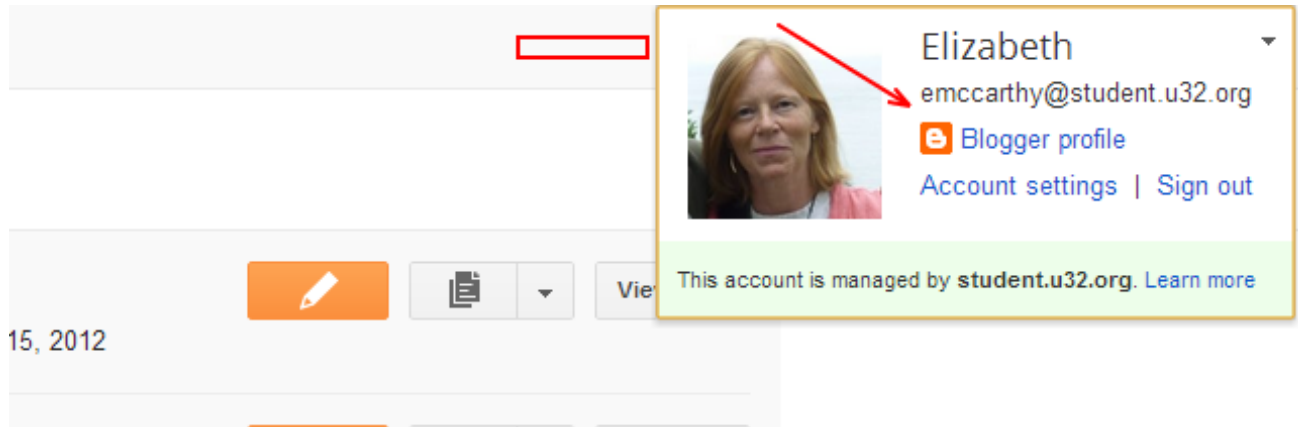 Elizabeth
emccarthy@student.u32.org
Blogger profile
Account settings | Sign out
This account is managed by student.u32.org. Learn more
Vie
15, 2012